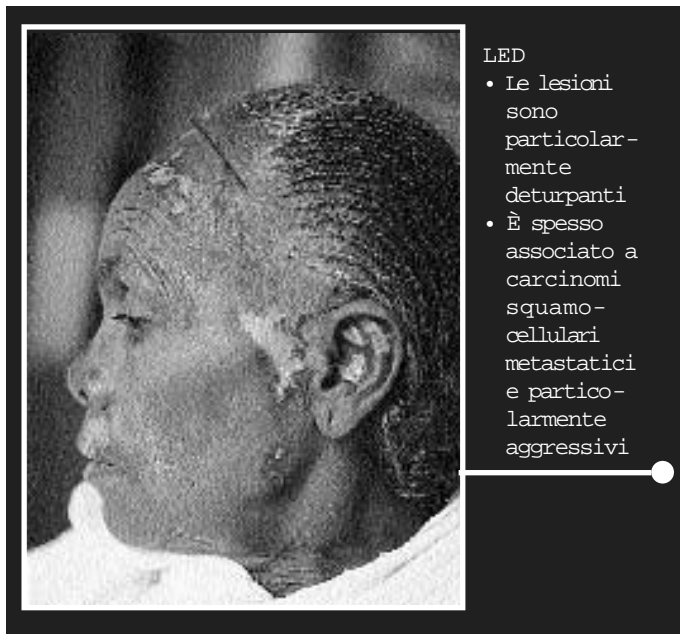 LED
• Le lesioni
sono
particolar-
mente
deturpanti
• È spesso
associato a
carcinomi
squamo-
cellulari
metastatici
e partico-
larmente
aggressivi